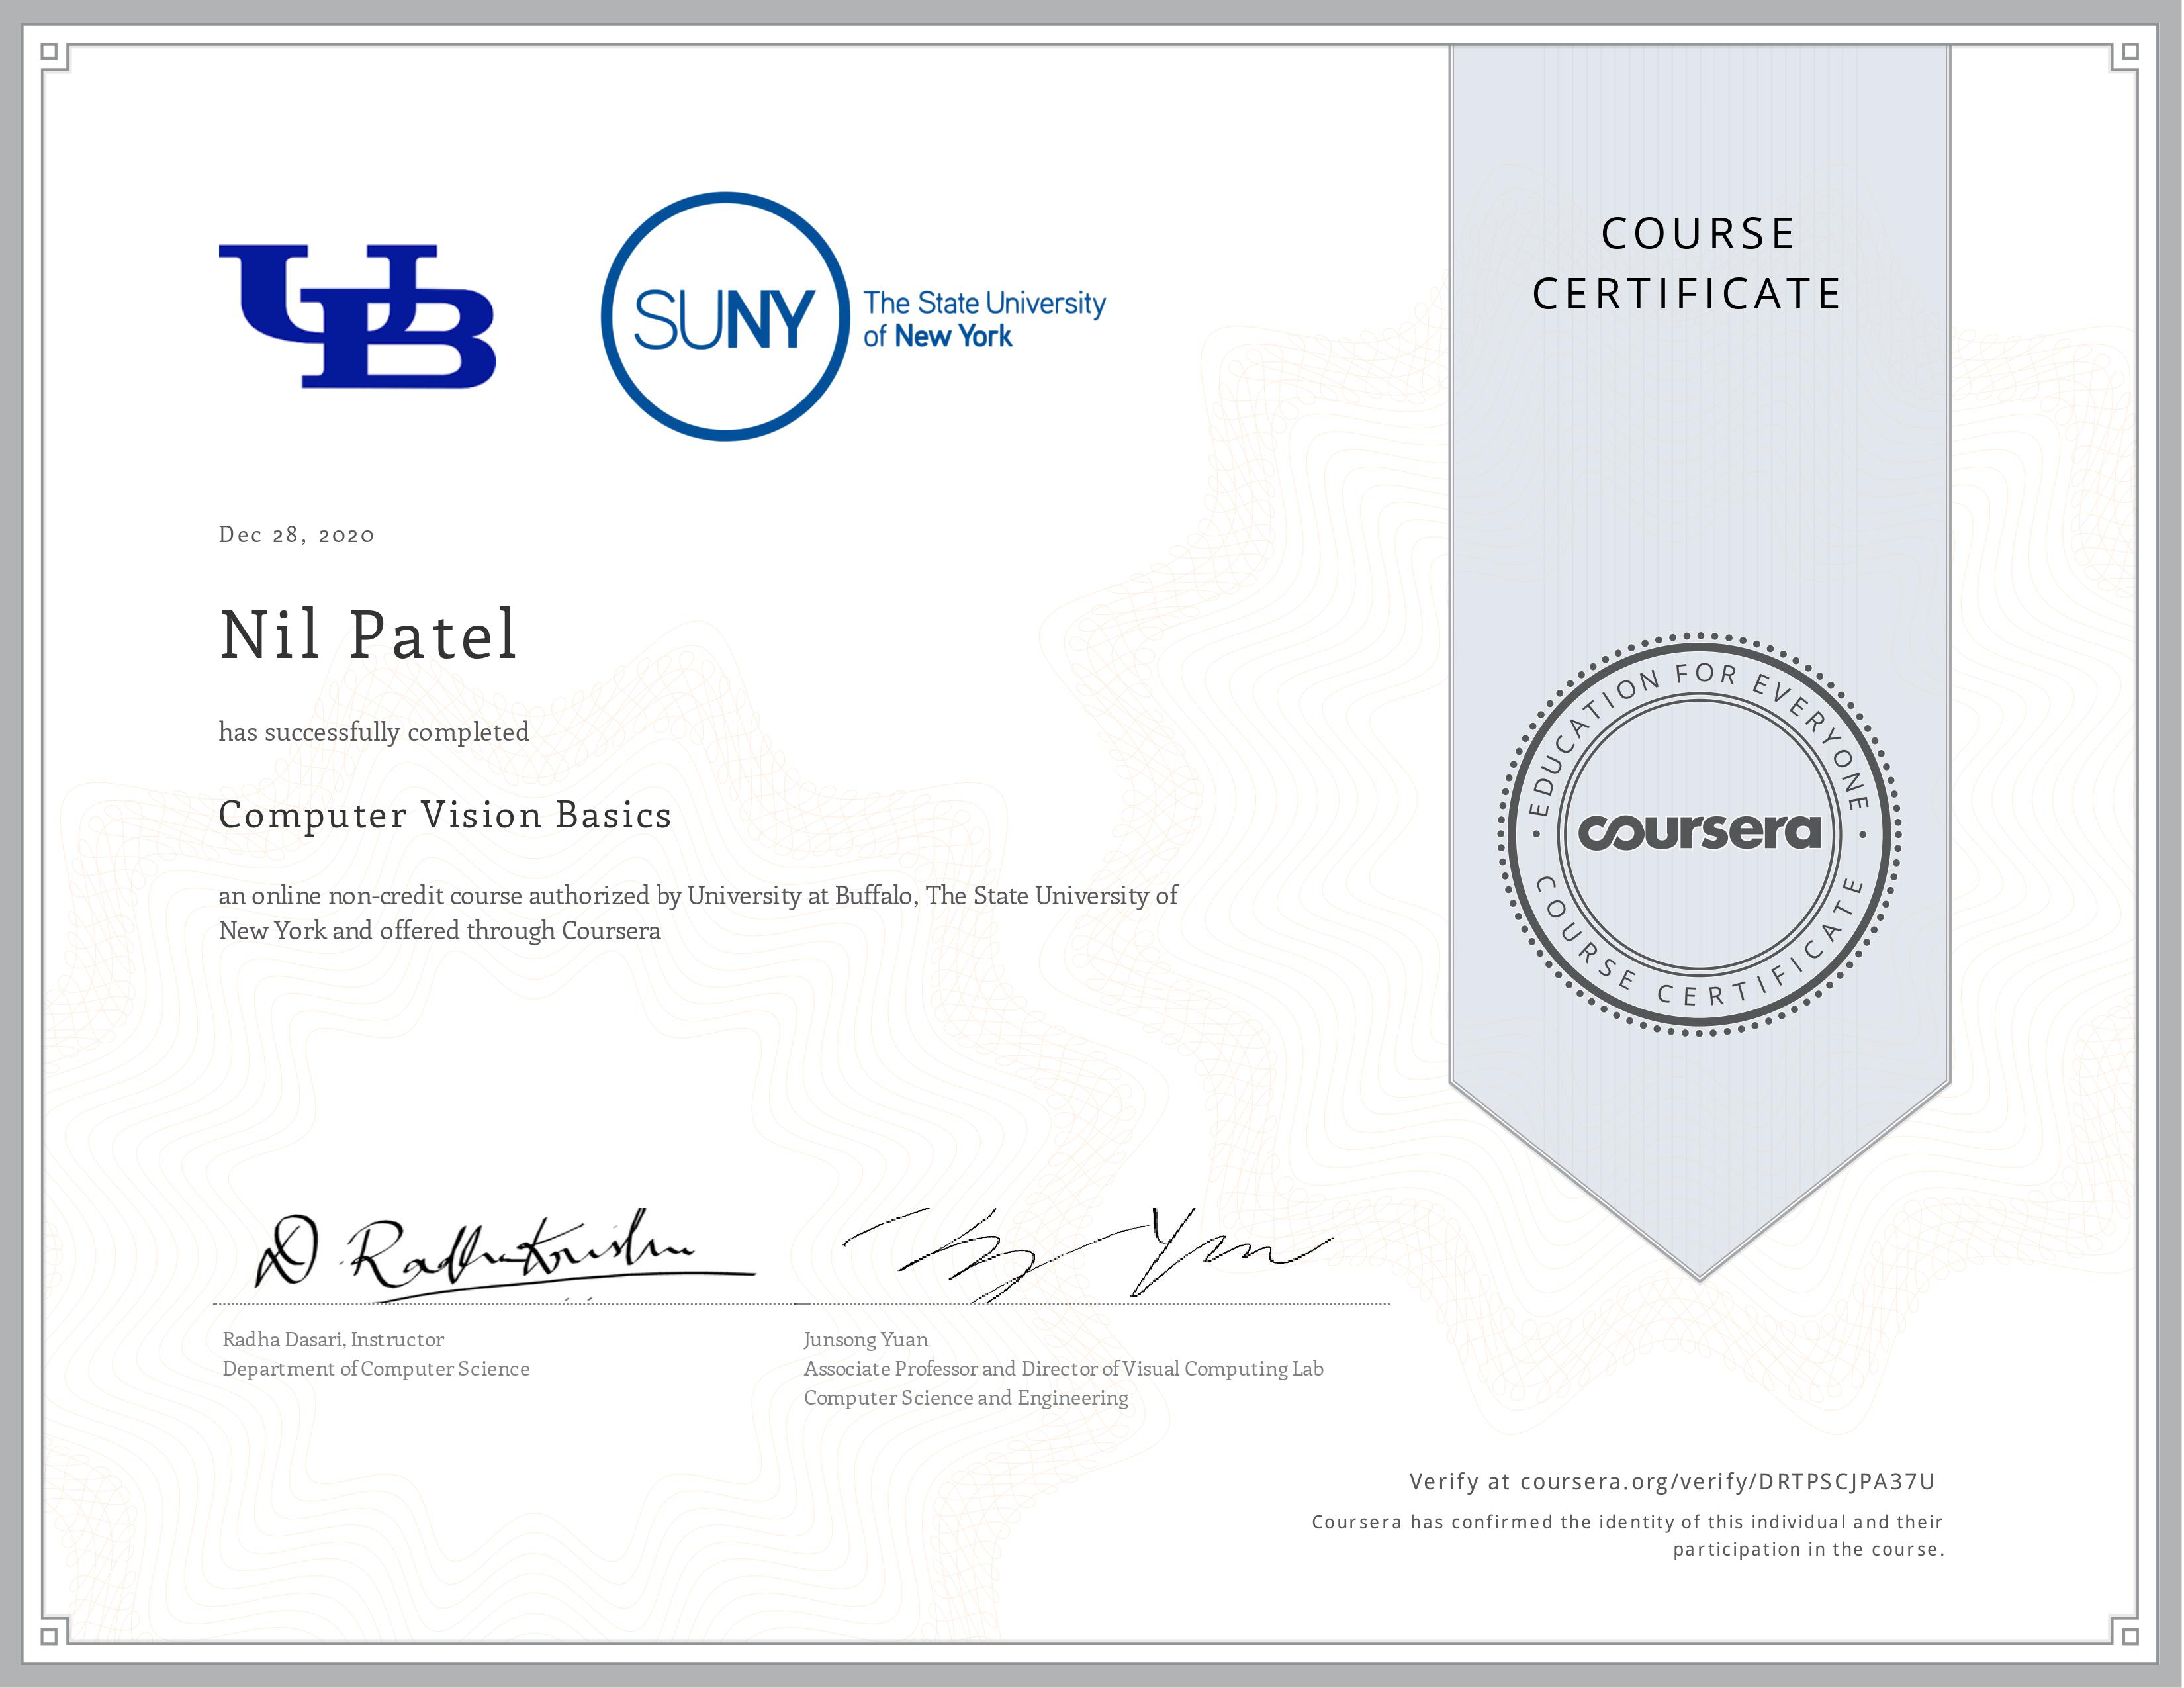 UB
SUNY
The State University
of New York
COURSE
CERTIFICATE
Dec 28, 2020
Nil Patel
has successfully completed
Computer Vision Basics
an online non-credit course authorized by University at Buffalo, The State University of
New York and offered through Coursera
EDUCATION FOR EVERYONE
coursera
COURSE CERTIFICATE
Radha Dasari, Instructor
Department of Computer Science
Junsong Yuan
Associate Professor and Director of Visual Computing Lab
Computer Science and Engineering
Verify at coursera.org/verify/DRTPSCJPA37U
Coursera has confirmed the identity of this individual and their
participation in the course.